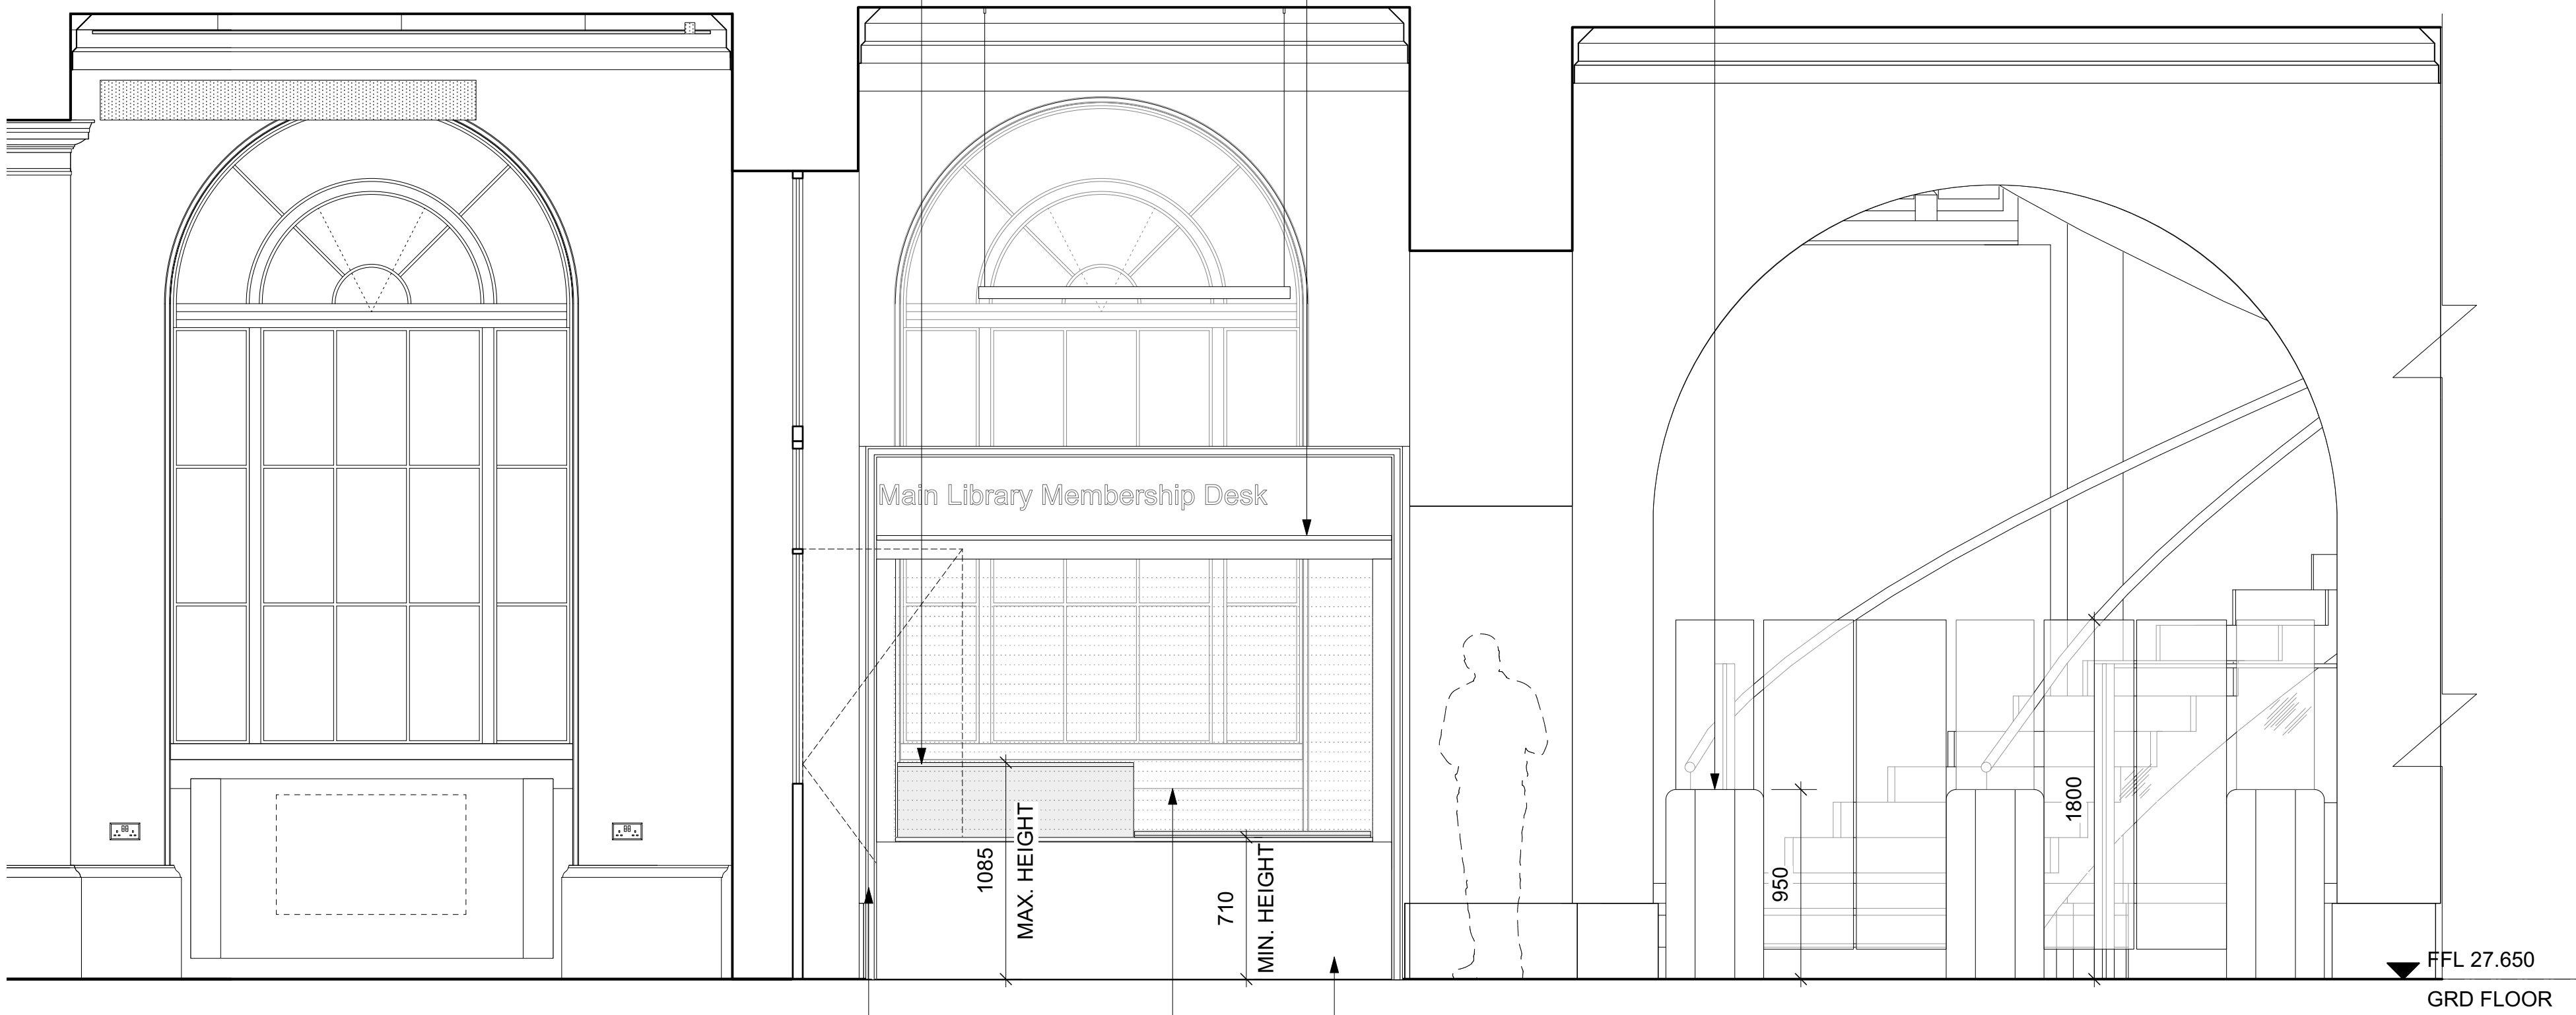 Main Library Membership Desk
1085
MAX. HEIGHT
710
MIN. HEIGHT
950
1800
FFL 27.650
GRD FLOOR